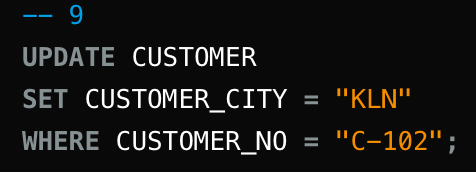 -- 9
UPDATE CUSTOMER
SET CUSTOMER_CITY = "KLN"
WHERE CUSTOMER_NO = "C-102";